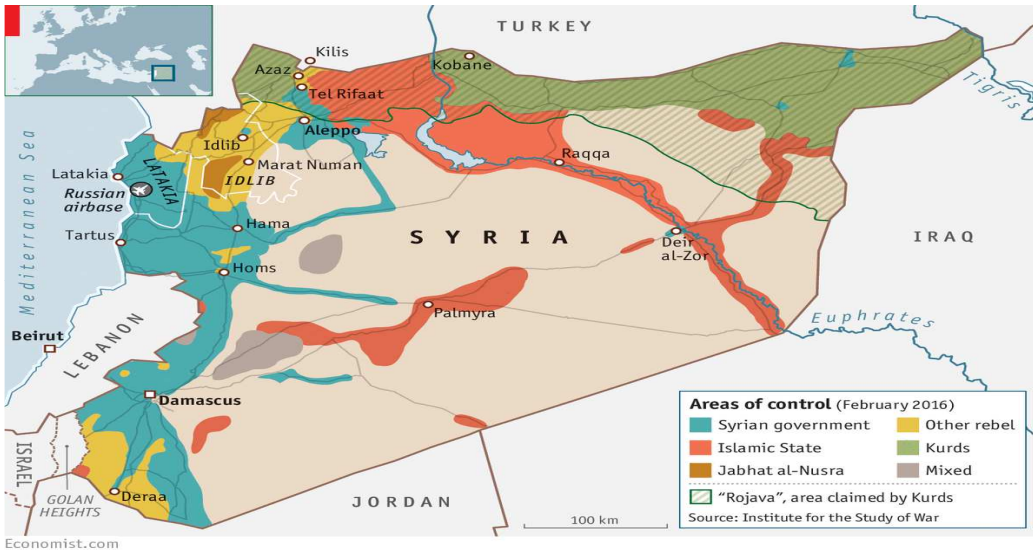 TURKEY
Kilis
Azaz
Kobane
Tel Rifaat
Tigris
Aleppo
Mediterranean Sea
Idlib
Latakia
LATAKIA
Marat Numan
IDLIB
Raqqa
Russian
airbase
Hama
SYRIA
Tartus
Deir
al-Zor
IRAQ
Homs
Palmyra
Euphrates
Beirut
LEBANON
Damascus
ISRAEL
GOLAN
HEIGHTS
Deraa
JORDAN
100 km
Areas of control (February 2016)
Syrian government
Other rebel
Islamic State
Kurds
Jabhat al-Nusra
Mixed
“Rojava”, area claimed by Kurds
Source: Institute for the Study of War
Economist.com